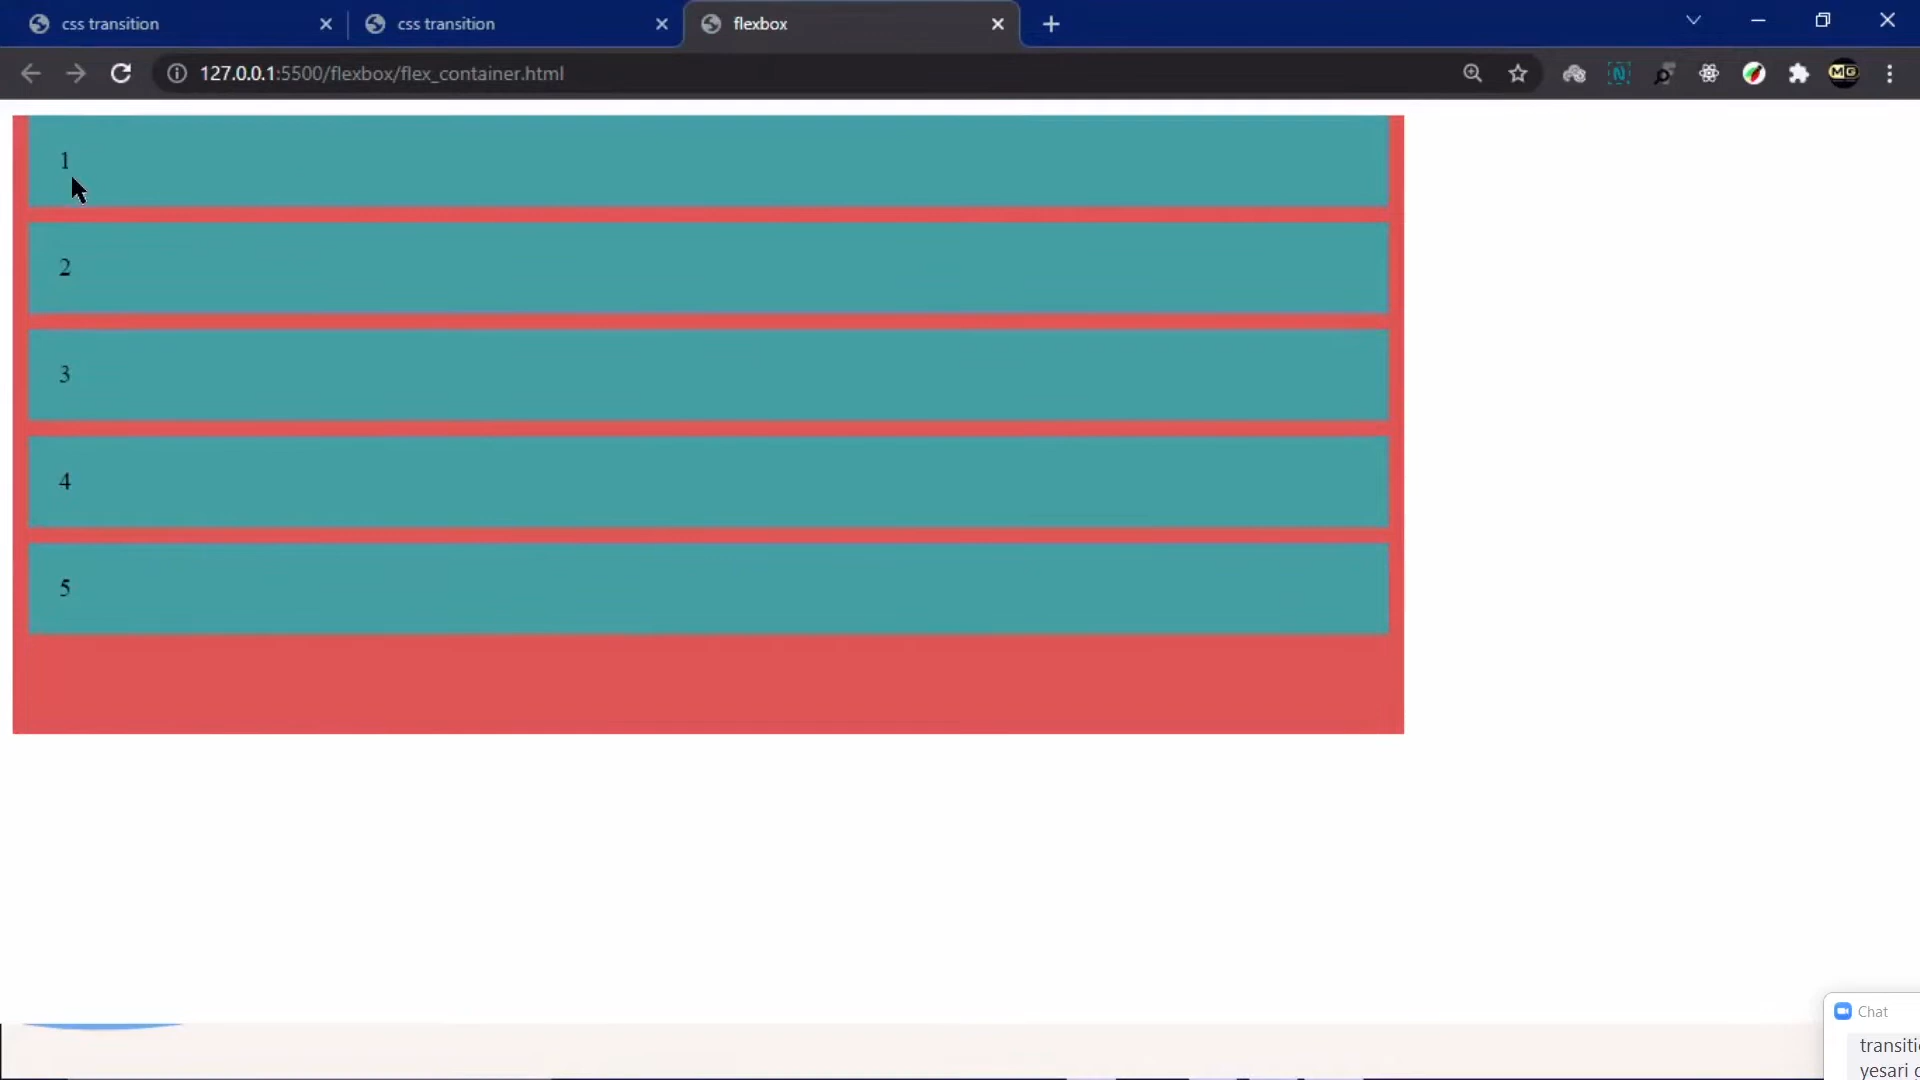 css transition
css transition
flexbox
127.0.0.1:5500/flexbox/flex_container.html
MG
1
2
3
4
5
Chat
transiti
yesari